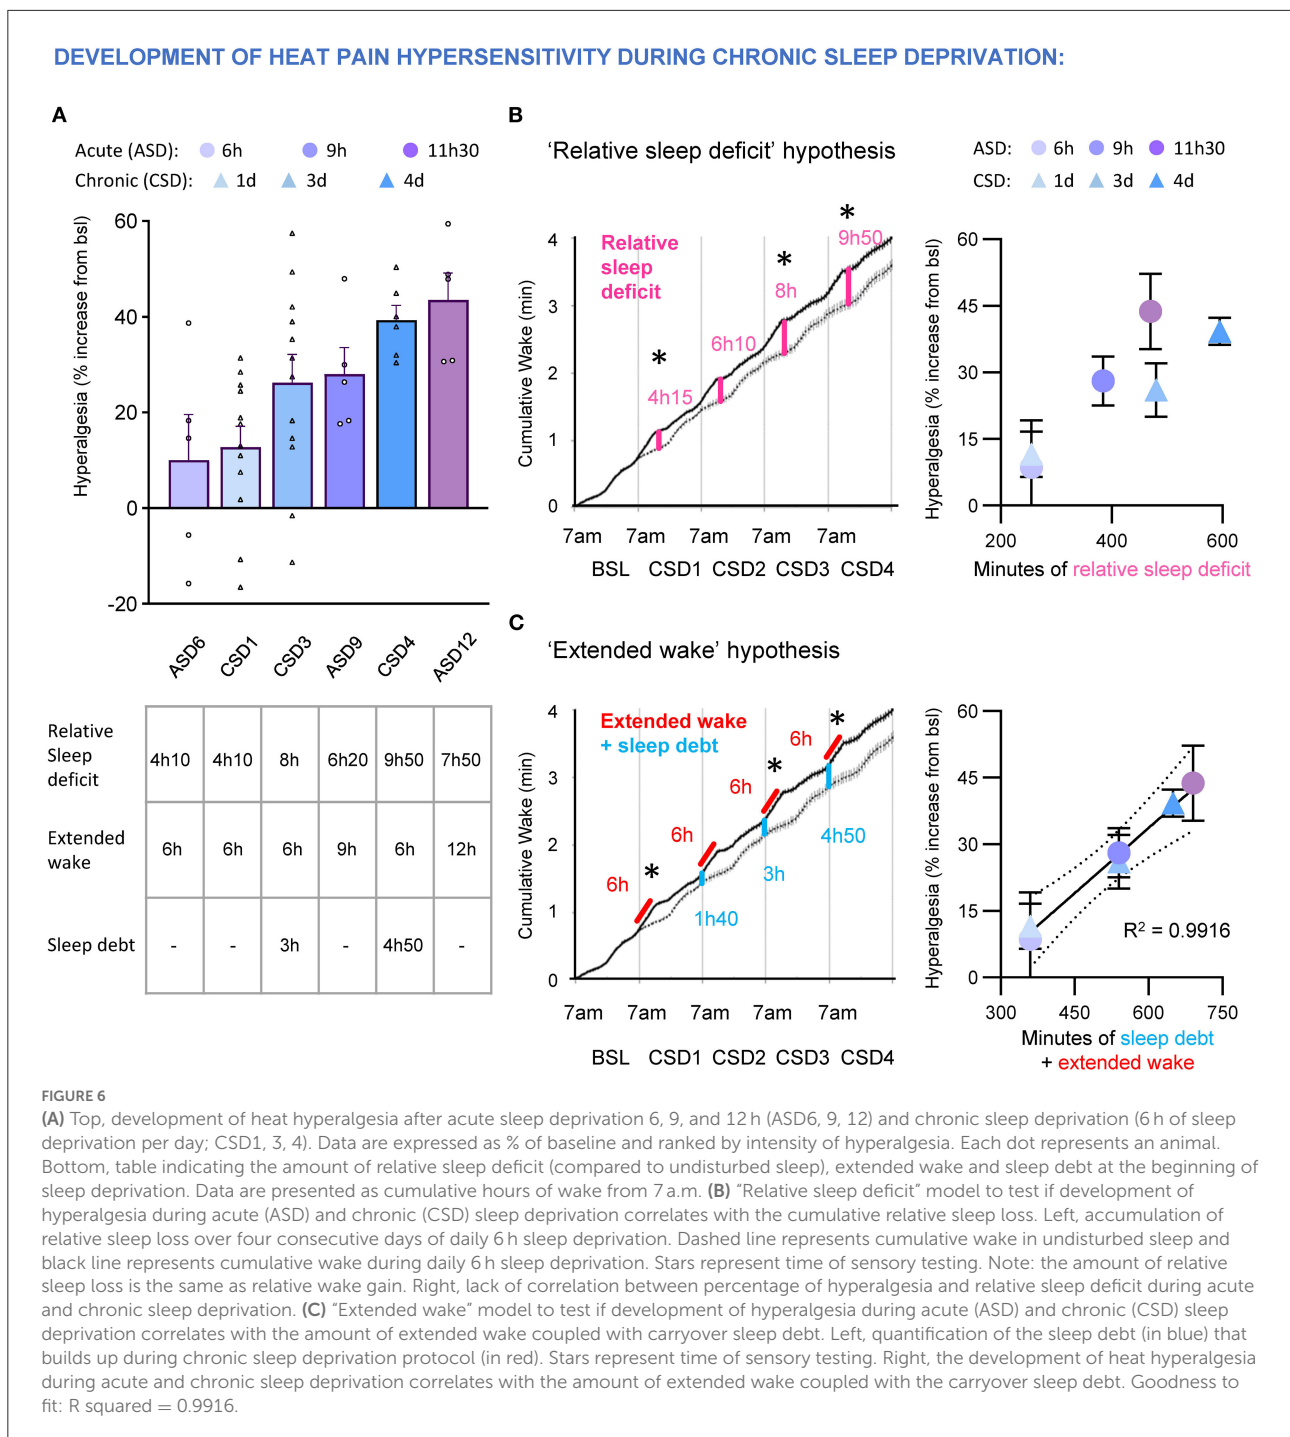 DEVELOPMENT OF HEAT PAIN HYPERSENSITIVITY DURING CHRONIC SLEEP DEPRIVATION:
A
Acute (ASD): 6h 9h 11h30
Chronic (CSD): 1d 3d 4d
Hyperalgesia (% increase from bsl)
60
40
20
0
-20
ASD6 CSD1 CSD3 ASD9 CSD4 ASD12
Relative Sleep deficit 4h10 4h10 8h 6h20 9h50 7h50
Extended wake 6h 6h 6h 9h 6h 12h
Sleep debt - - 3h - 4h50 -
B
'Relative sleep deficit' hypothesis
Cumulative Wake (min)
4
3
2
1
0
Relative
sleep
deficit
*
4h15
6h10
*
8h
*
9h50
7am 7am 7am 7am 7am
BSL CSD1 CSD2 CSD3 CSD4
ASD: 6h 9h 11h30
CSD: 1d 3d 4d
Hyperalgesia (% increase from bsl)
60
45
30
15
0
200 400 600
Minutes of relative sleep deficit
C
'Extended wake' hypothesis
Cumulative Wake (min)
4
3
2
1
0
Extended wake
+ sleep debt
6h
*
6h
6h
*
6h
*
1h40
3h
4h50
7am 7am 7am 7am 7am
BSL CSD1 CSD2 CSD3 CSD4
Hyperalgesia (% increase from bsl)
60
45
30
15
0
R² = 0.9916
300 450 600 750
Minutes of sleep debt
+ extended wake
FIGURE 6
(A) Top, development of heat hyperalgesia after acute sleep deprivation 6, 9, and 12 h (ASD6, 9, 12) and chronic sleep deprivation (6 h of sleep
deprivation per day; CSD1, 3, 4). Data are expressed as % of baseline and ranked by intensity of hyperalgesia. Each dot represents an animal.
Bottom, table indicating the amount of relative sleep deficit (compared to undisturbed sleep), extended wake and sleep debt at the beginning of
sleep deprivation. Data are presented as cumulative hours of wake from 7 a.m. (B) "Relative sleep deficit" model to test if development of
hyperalgesia during acute (ASD) and chronic (CSD) sleep deprivation correlates with the cumulative relative sleep loss. Left, accumulation of
relative sleep loss over four consecutive days of daily 6 h sleep deprivation. Dashed line represents cumulative wake in undisturbed sleep and
black line represents cumulative wake during daily 6 h sleep deprivation. Stars represent time of sensory testing. Note: the amount of relative
sleep loss is the same as relative wake gain. Right, lack of correlation between percentage of hyperalgesia and relative sleep deficit during acute
and chronic sleep deprivation. (C) "Extended wake" model to test if development of hyperalgesia during acute (ASD) and chronic (CSD) sleep
deprivation correlates with the amount of extended wake coupled with carryover sleep debt. Left, quantification of the sleep debt (in blue) that
builds up during chronic sleep deprivation protocol (in red). Stars represent time of sensory testing. Right, the development of heat hyperalgesia
during acute and chronic sleep deprivation correlates with the amount of extended wake coupled with the carryover sleep debt. Goodness to
fit: R squared = 0.9916.